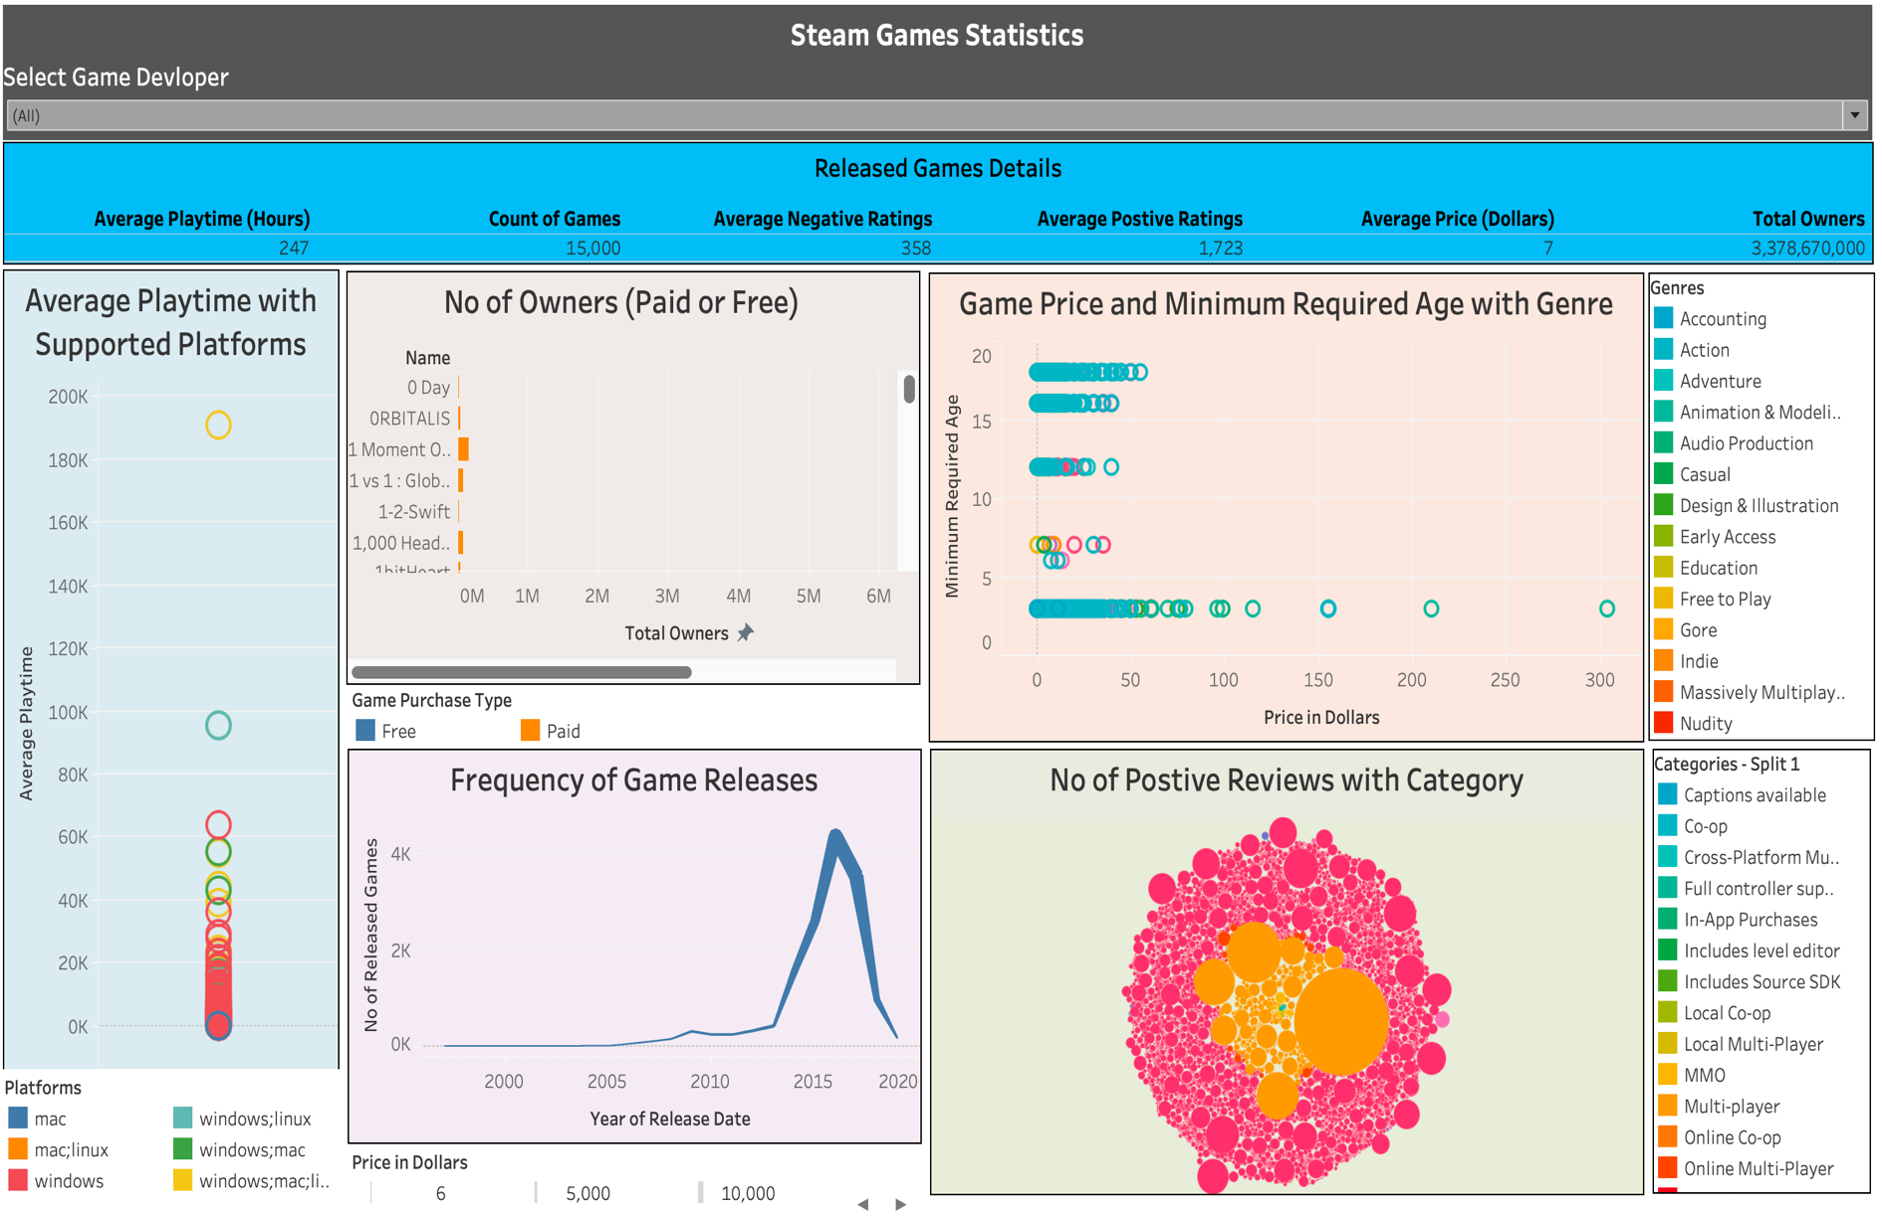 Steam Games Statistics
Select Game Devloper
(All)
Released Games Details
Average Playtime (Hours) Count of Games Average Negative Ratings Average Postive Ratings Average Price (Dollars) Total Owners
247 15,000 358 1,723 7 3,378,670,000
Average Playtime with
Supported Platforms
200K
180K
160K
140K
120K
100K
80K
60K
40K
20K
0K
Average Playtime
Platforms
mac windows;linux
mac;linux windows;mac
windows windows;mac;li..
No of Owners (Paid or Free)
Name
0 Day
0RBITALIS
1 Moment O..
1 vs 1 : Glob..
1-2-Swift
1,000 Head..
1bitHeart
0M 1M 2M 3M 4M 5M 6M
Total Owners
Game Purchase Type
Free Paid
Frequency of Game Releases
No of Released Games
4K
2K
0K
2000 2005 2010 2015 2020
Year of Release Date
Price in Dollars
6 5,000 10,000
Game Price and Minimum Required Age with Genre
Minimum Required Age
20
15
10
5
0
0 50 100 150 200 250 300
Price in Dollars
Genres
Accounting
Action
Adventure
Animation & Modeli..
Audio Production
Casual
Design & Illustration
Early Access
Education
Free to Play
Gore
Indie
Massively Multiplay..
Nudity
No of Postive Reviews with Category
Categories - Split 1
Captions available
Co-op
Cross-Platform Mu..
Full controller sup..
In-App Purchases
Includes level editor
Includes Source SDK
Local Co-op
Local Multi-Player
MMO
Multi-player
Online Co-op
Online Multi-Player